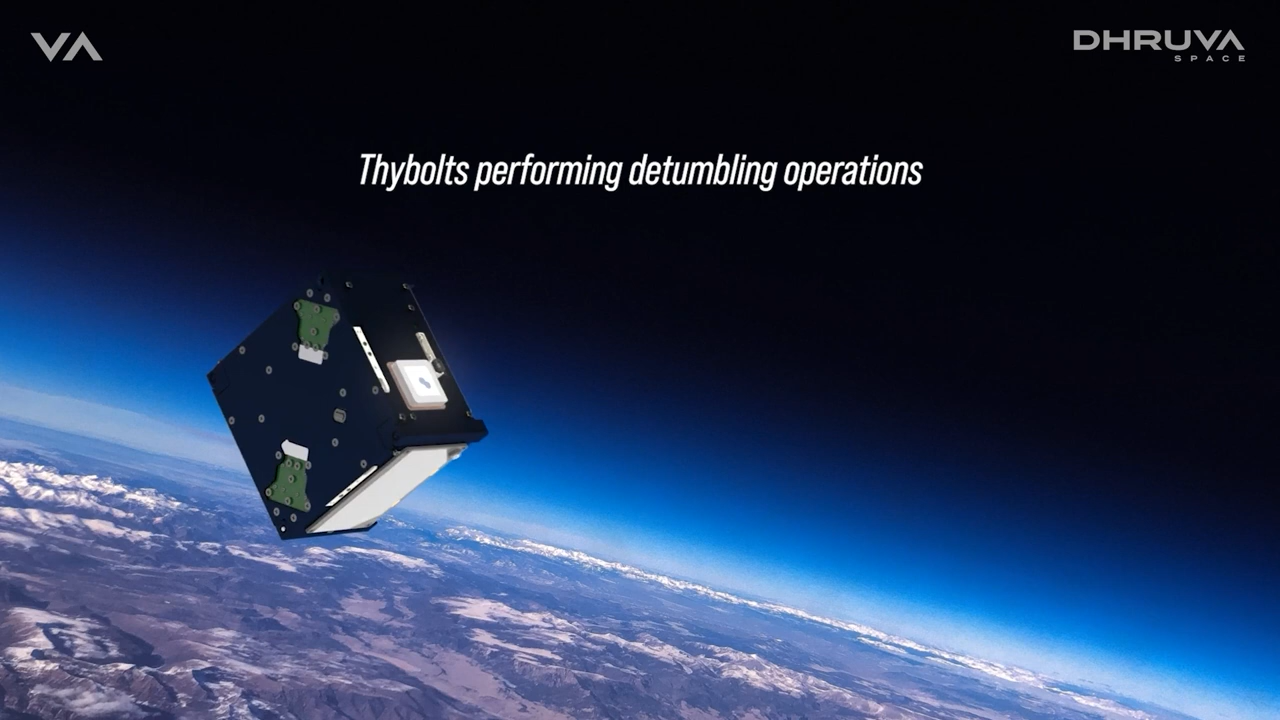 VA
DHRUVA
SPACE
Thybolts performing detumbling operations